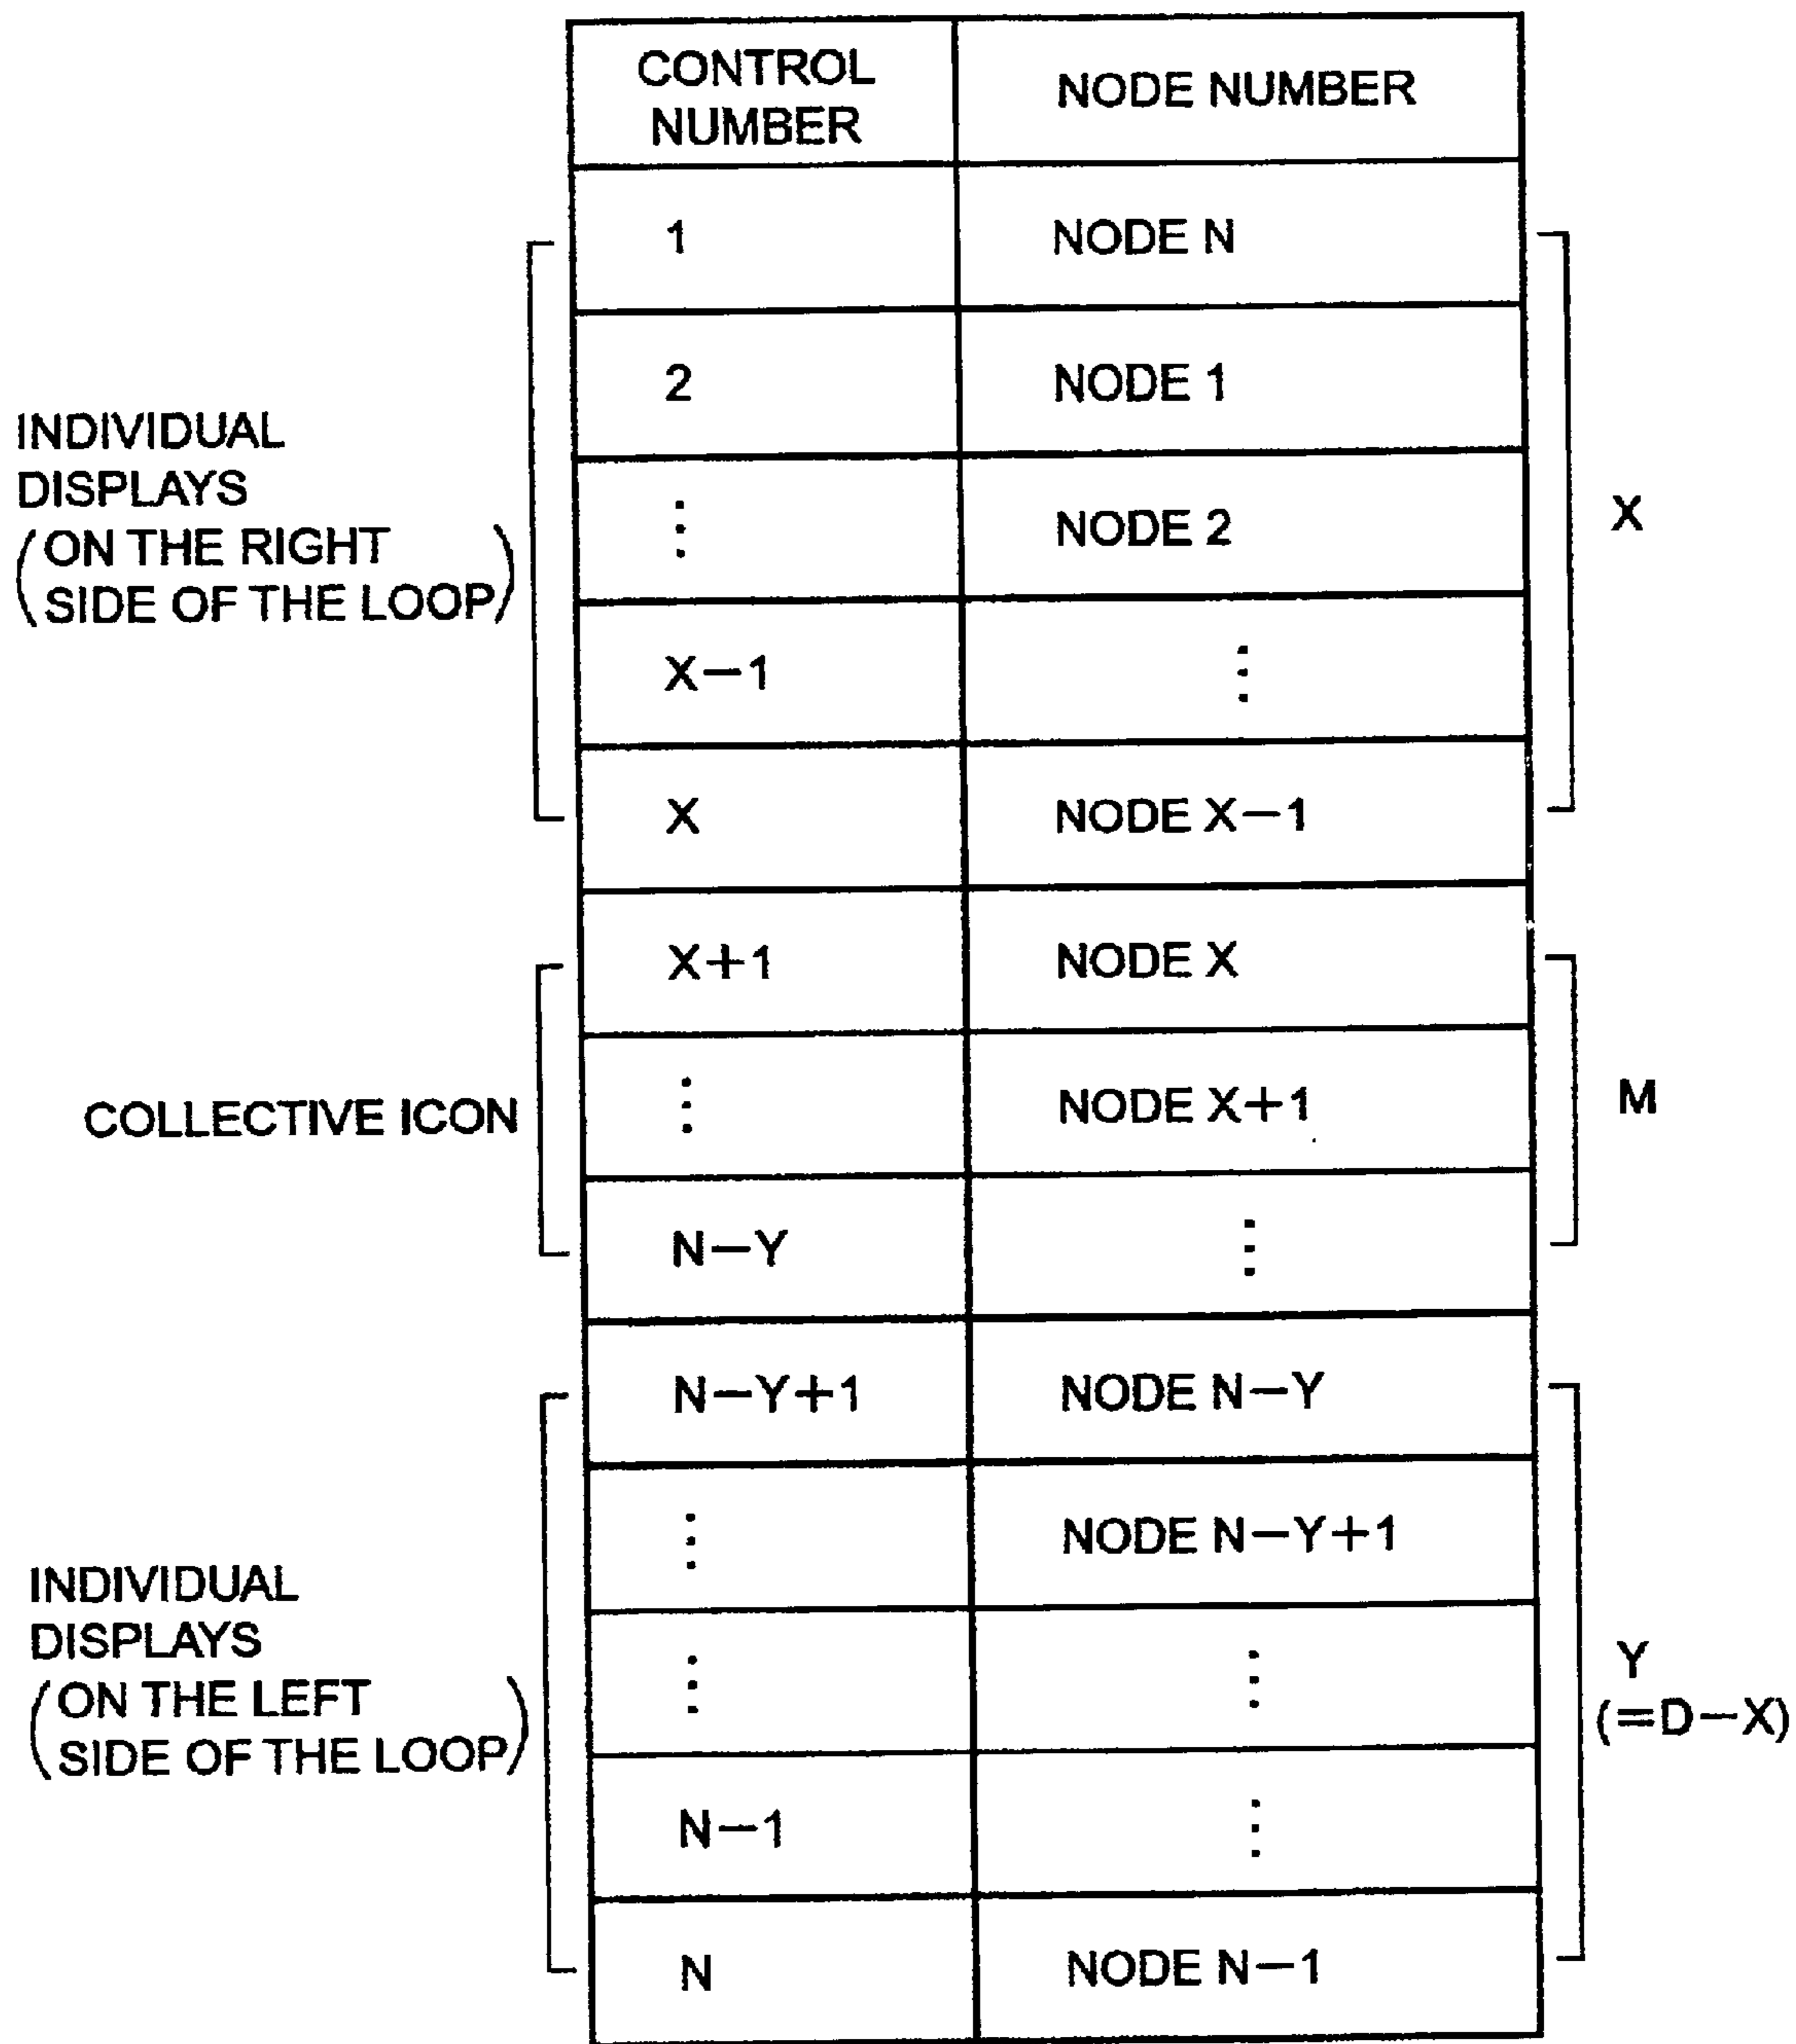 CONTROL
NUMBER
NODE NUMBER
1
NODE N
2
NODE 1
⋮
NODE 2
X−1
⋮
X
NODE X−1
X+1
NODE X
⋮
NODE X+1
N−Y
⋮
N−Y+1
NODE N−Y
⋮
NODE N−Y+1
⋮
⋮
N−1
⋮
N
NODE N−1
INDIVIDUAL
DISPLAYS
(ON THE RIGHT
SIDE OF THE LOOP)
COLLECTIVE ICON
INDIVIDUAL
DISPLAYS
(ON THE LEFT
SIDE OF THE LOOP)
X
M
Y
(=D−X)